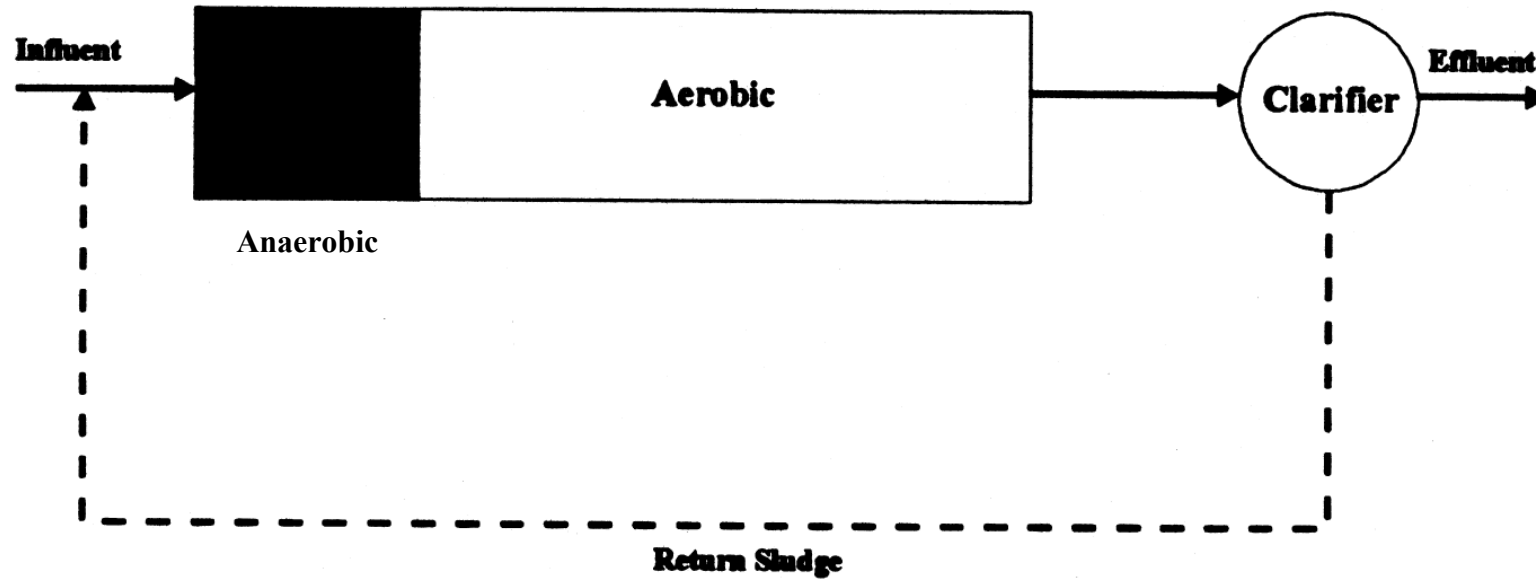 Influent
Aerobic
Clarifier
Effluent
Anaerobic
Return Sludge